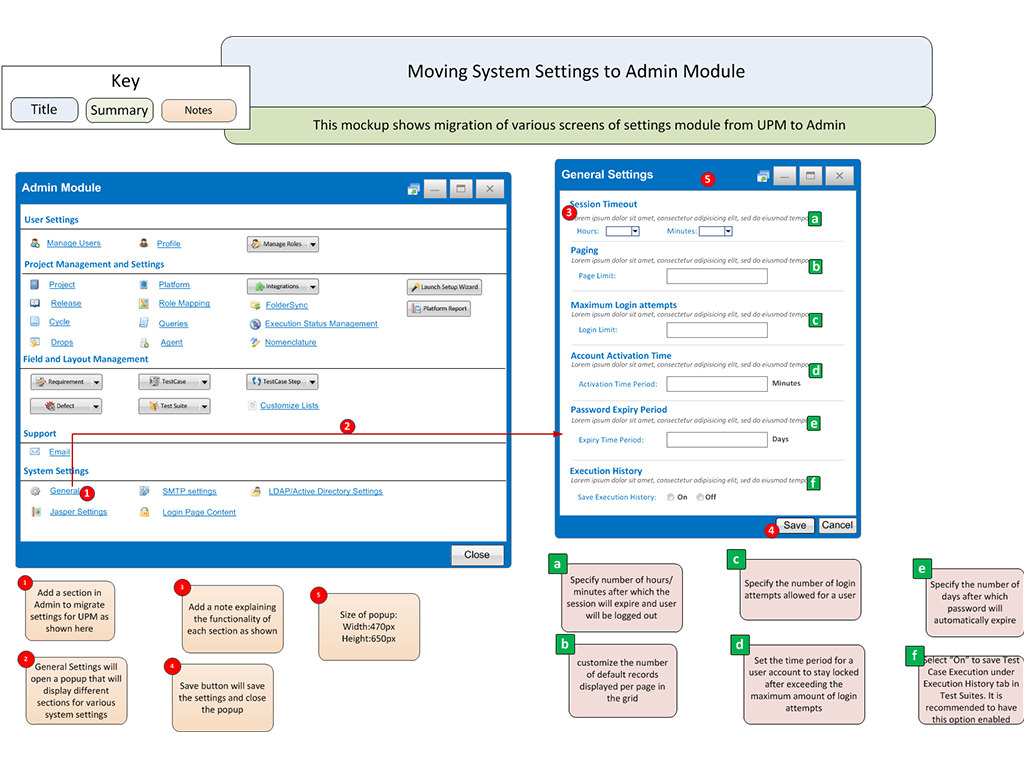 Moving System Settings to Admin Module
Key
Title
Summary
Notes
This mockup shows migration of various screens of settings module from UPM to Admin
Admin Module
User Settings
Manage Users
Profile
Manage Roles
Project Management and Settings
Project
Platform
Integrations
Launch Setup Wizard
Release
Role Mapping
FolderSync
Platform Report
Cycle
Queries
Execution Status Management
Drops
Agent
Nomenclature
Field and Layout Management
Requirement
TestCase
TestCase Step
Defect
Test Suite
Customize Lists
Support
2
Email
System Settings
General
1
SMTP settings
LDAP/Active Directory Settings
Jasper Settings
Login Page Content
Close
General Settings
5
Session Timeout
3
Lorem ipsum dolor sit amet, consectetur adipisicing elit, sed do eiusmod tempo
a
Hours:
Minutes:
Paging
Lorem ipsum dolor sit amet, consectetur adipisicing elit, sed do eiusmod tempo
b
Page Limit:
Maximum Login attempts
Lorem ipsum dolor sit amet, consectetur adipisicing elit, sed do eiusmod tempo
c
Login Limit:
Account Activation Time
Lorem ipsum dolor sit amet, consectetur adipisicing elit, sed do eiusmod tempo
d
Activation Time Period:
Minutes
Password Expiry Period
Lorem ipsum dolor sit amet, consectetur adipisicing elit, sed do eiusmod tempo
e
Expiry Time Period:
Days
Execution History
Lorem ipsum dolor sit amet, consectetur adipisicing elit, sed do eiusmod tempo
f
Save Execution History:
On
Off
4
Save
Cancel
1
Add a section in
Admin to migrate
settings for UPM as
shown here
2
General Settings will
open a popup that will
display different
sections for various
system settings
3
Add a note explaining
the functionality of
each section as shown
4
Save button will save
the settings and close
the popup
5
Size of popup:
Width:470px
Height:650px
a
Specify number of hours/
minutes after which the
session will expire and user
will be logged out
b
customize the number
of default records
displayed per page in
the grid
c
Specify the number of login
attempts allowed for a user
d
Set the time period for a
user account to stay locked
after exceeding the
maximum amount of login
attempts
e
Specify the number of
days after which
password will
automatically expire
f
Select "On" to save Test
Case Execution under
Execution History tab in
Test Suites. It is
recommended to have
this option enabled